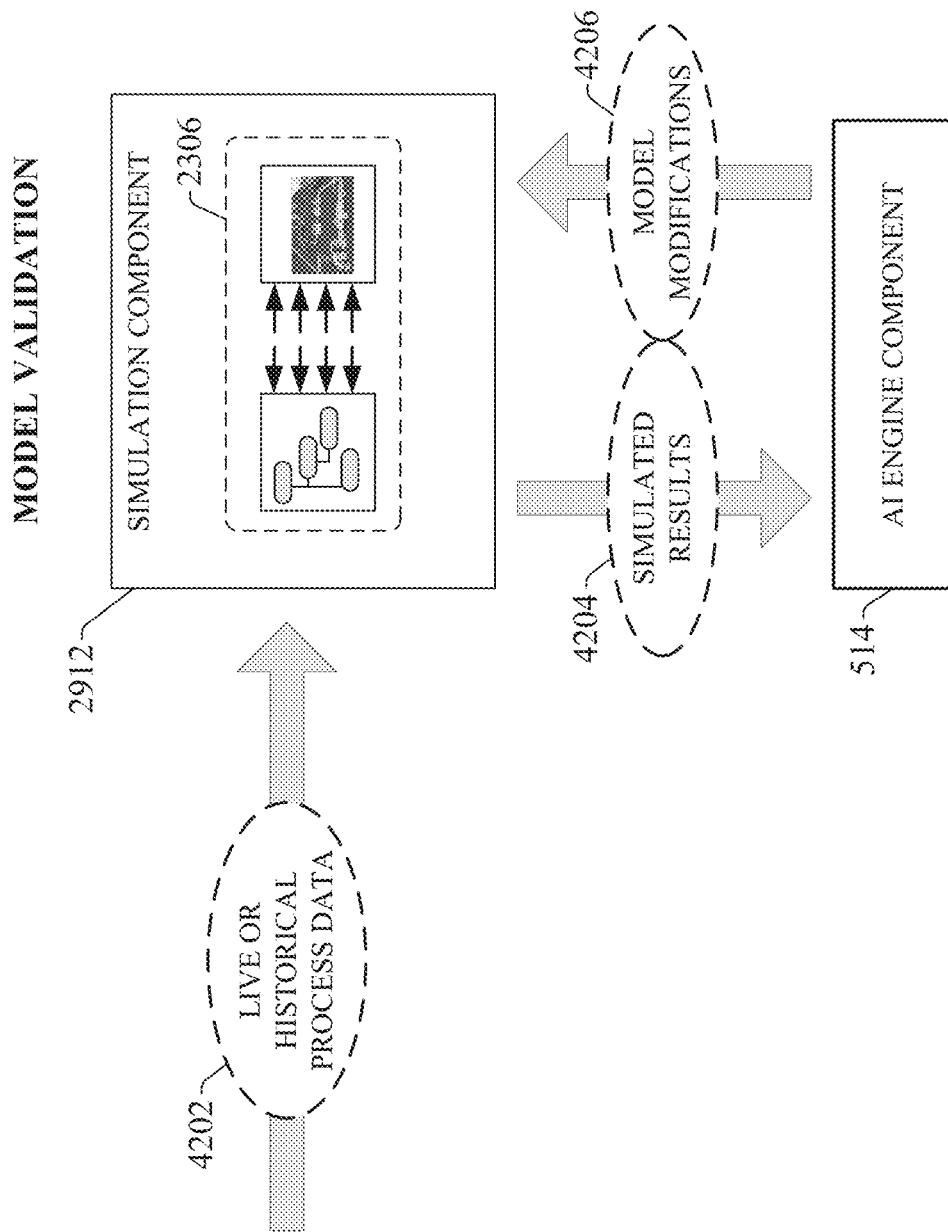 MODEL VALIDATION
2912
SIMULATION COMPONENT
2306
4202
LIVE OR
HISTORICAL
PROCESS DATA
4204
SIMULATED
RESULTS
MODEL
MODIFICATIONS
4206
514
AI ENGINE COMPONENT